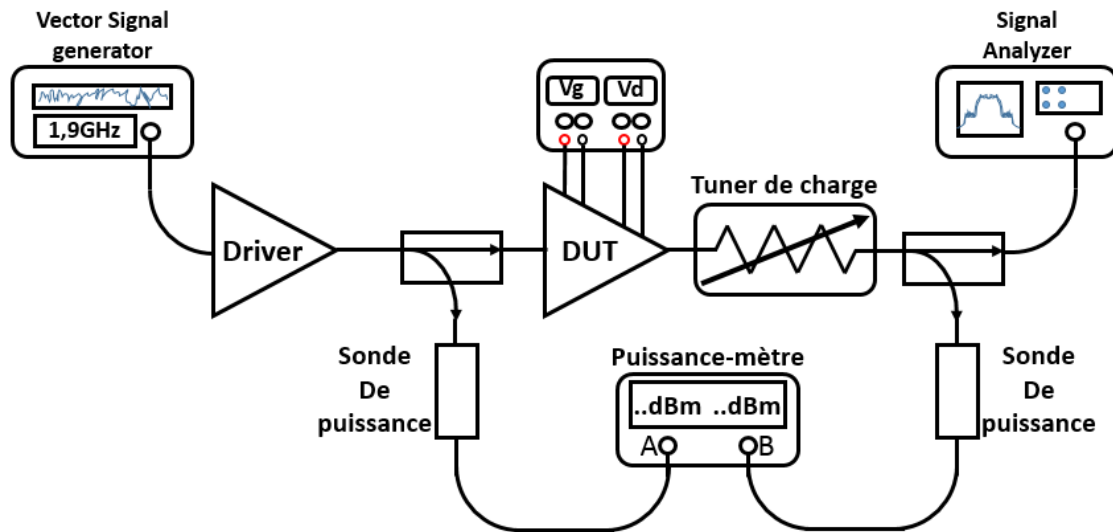 Vector Signal
generator
1,9GHz
Driver
Vg Vd
DUT
Tuner de charge
Signal
Analyzer
Sonde
De
puissance
Puissance-mètre
..dBm ..dBm
A B
Sonde
De
puissance